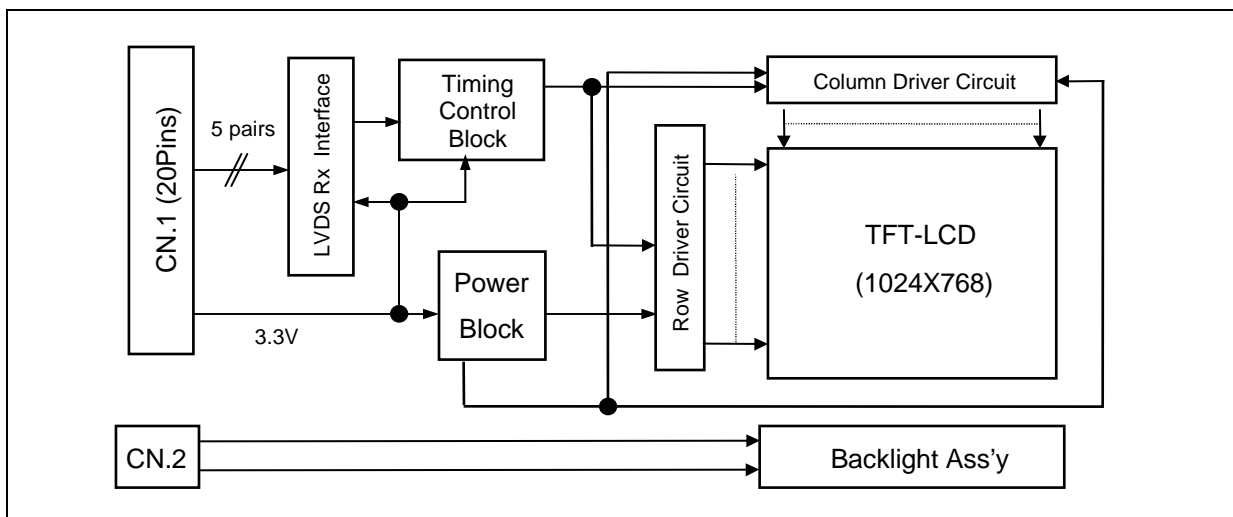 CN.1 (20Pins)
5 pairs
3.3V
LVDS Rx Interface
Timing
Control
Block
Power
Block
Row Driver Circuit
Column Driver Circuit
TFT-LCD
(1024X768)
CN.2
Backlight Ass'y